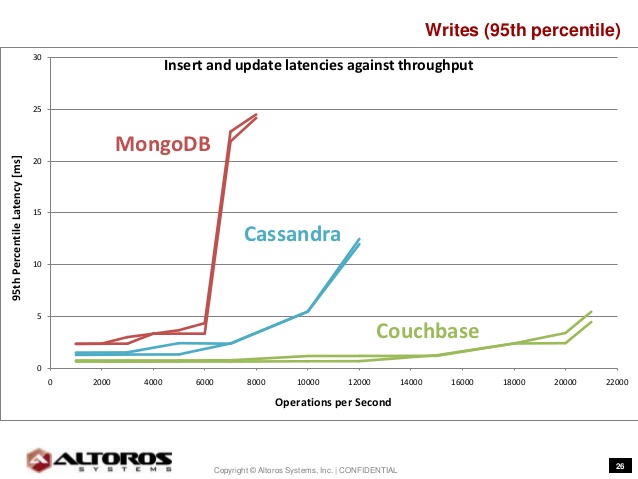 Writes (95th percentile)
Insert and update latencies against throughput
30
25
20
15
10
5
0
95th Percentile Latency [ms]
MongoDB
Cassandra
Couchbase
0 2000 4000 6000 8000 10000 12000 14000 16000 18000 20000 22000
Operations per Second
ALTOROS
SYSTEMS
Copyright © Altoros Systems, Inc. | CONFIDENTIAL
26